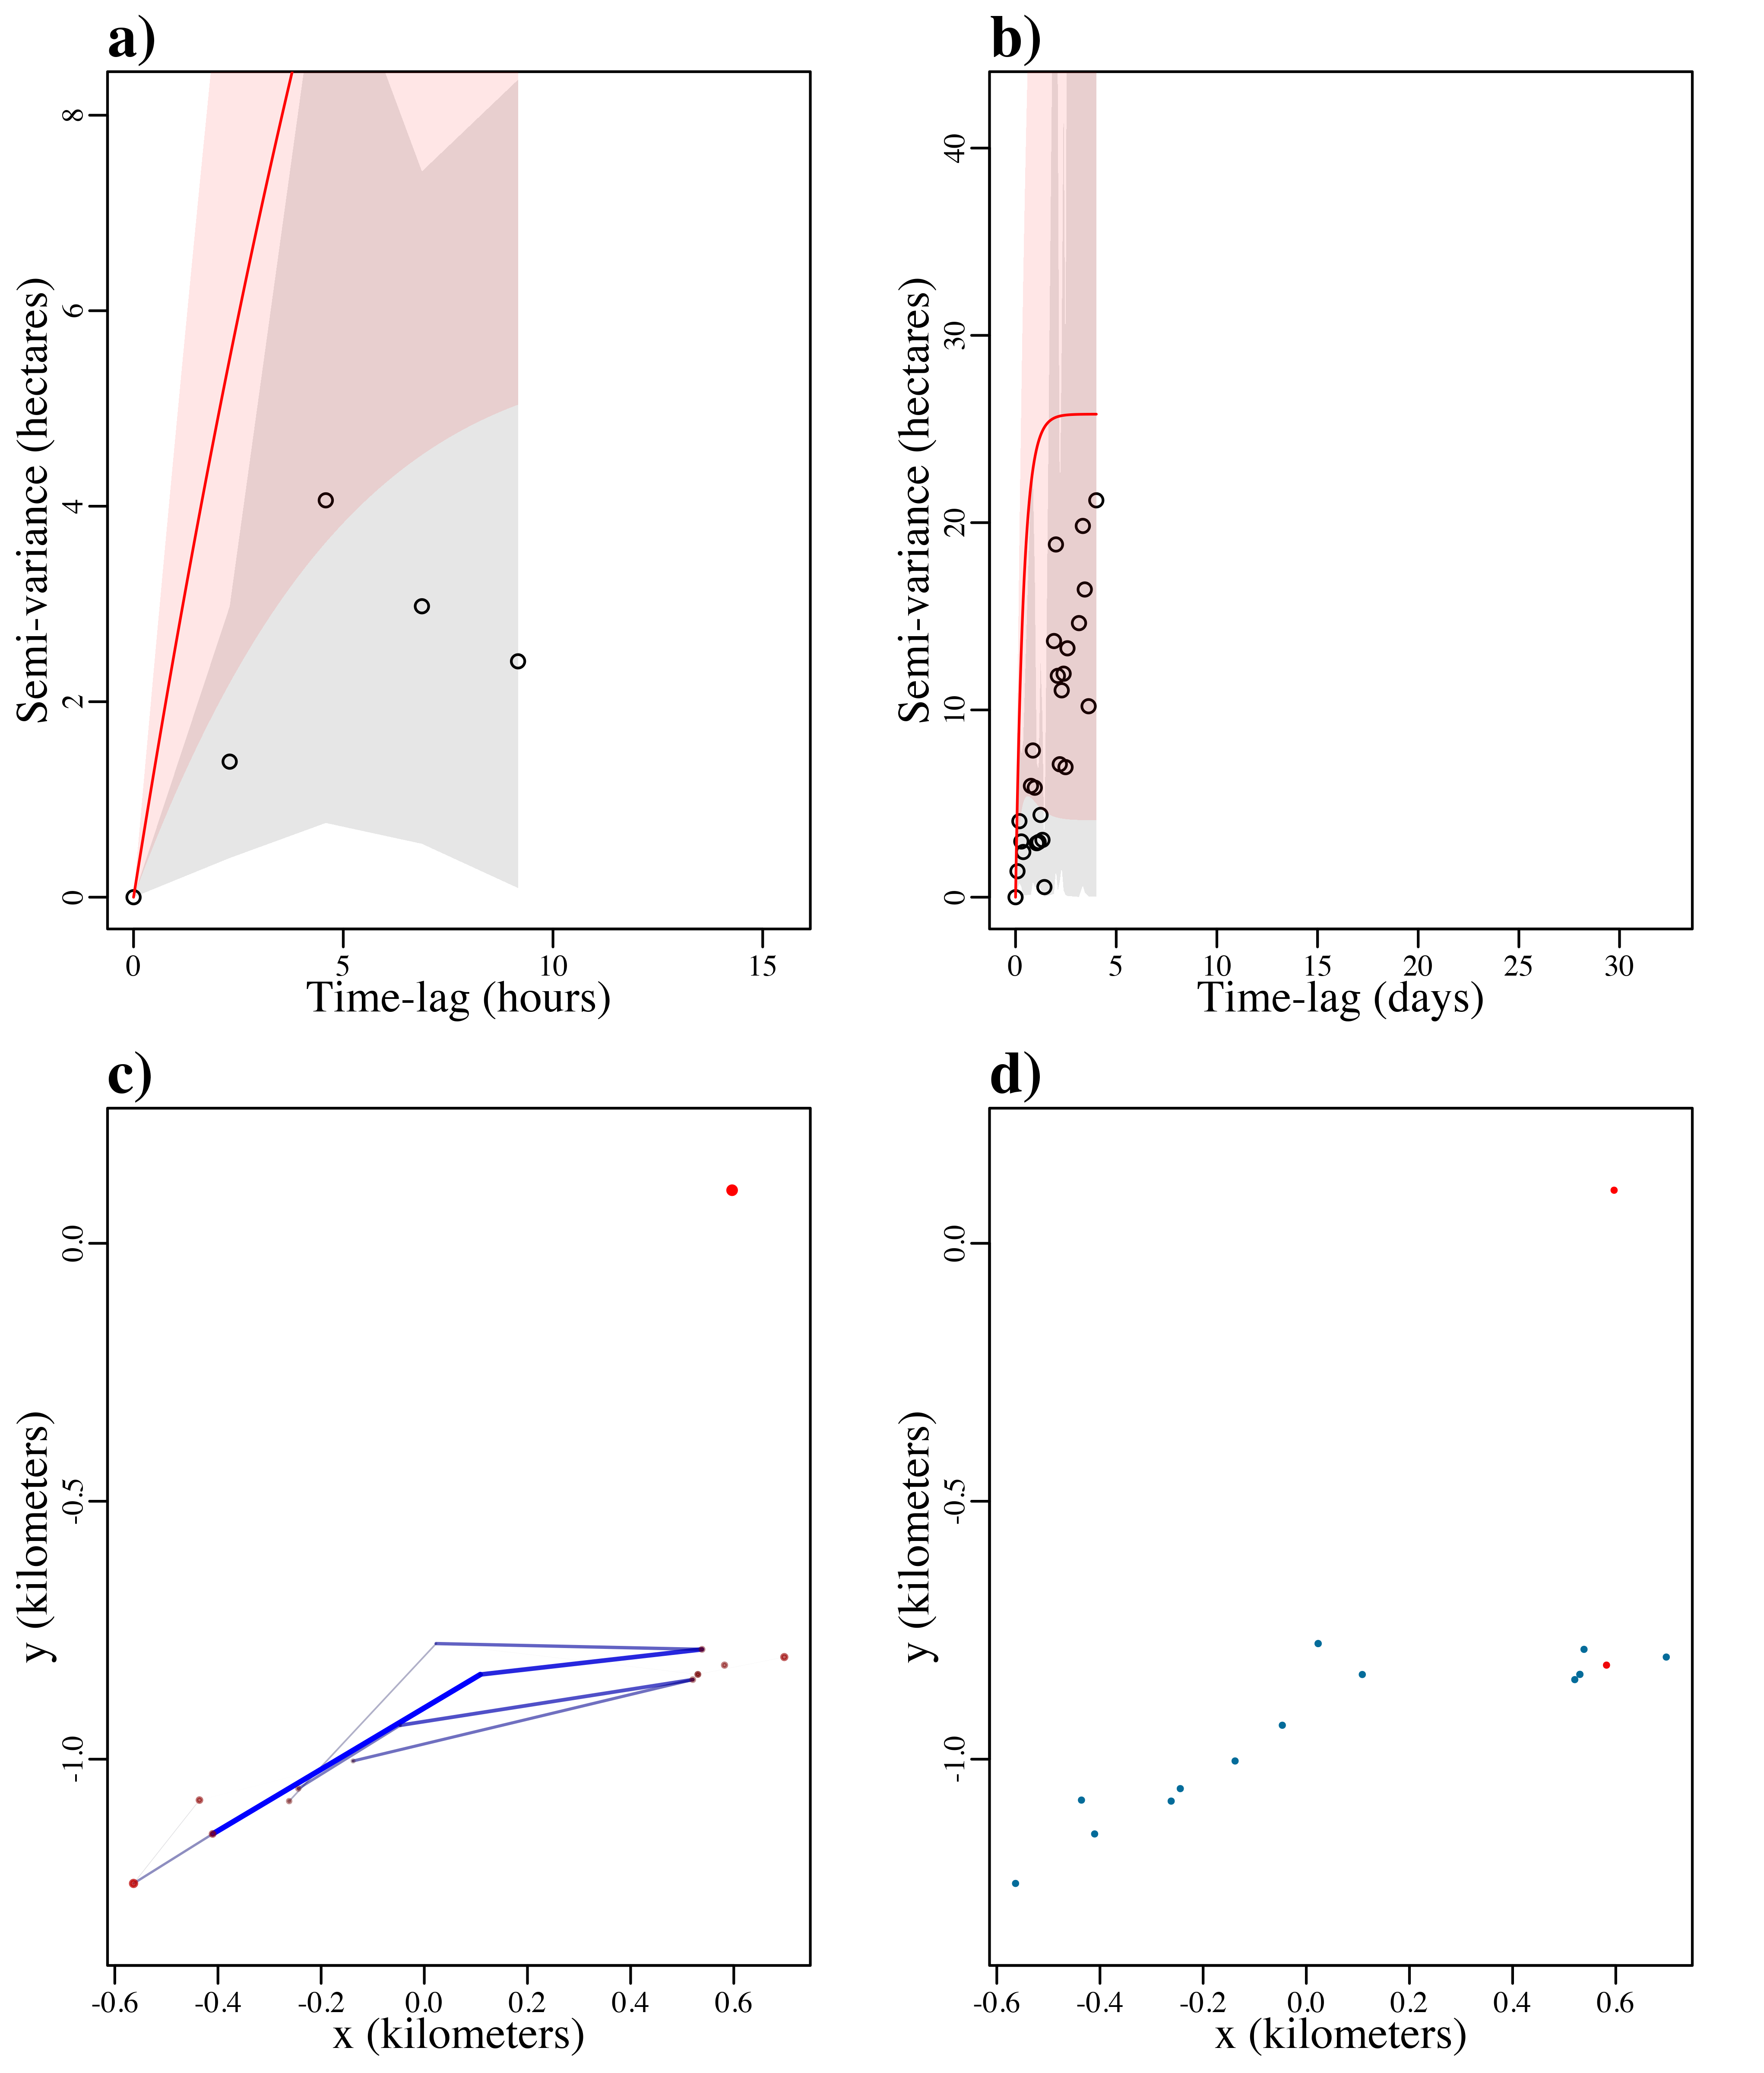 a)
Semi-variance (hectares)
8
6
4
2
0
0 5 10 15
Time-lag (hours)
b)
Semi-variance (hectares)
40
30
20
10
0
0 5 10 15 20 25 30
Time-lag (days)
c)
y (kilometers)
0.0
-0.5
-1.0
-0.6 -0.4 -0.2 0.0 0.2 0.4 0.6
x (kilometers)
d)
y (kilometers)
0.0
-0.5
-1.0
-0.6 -0.4 -0.2 0.0 0.2 0.4 0.6
x (kilometers)